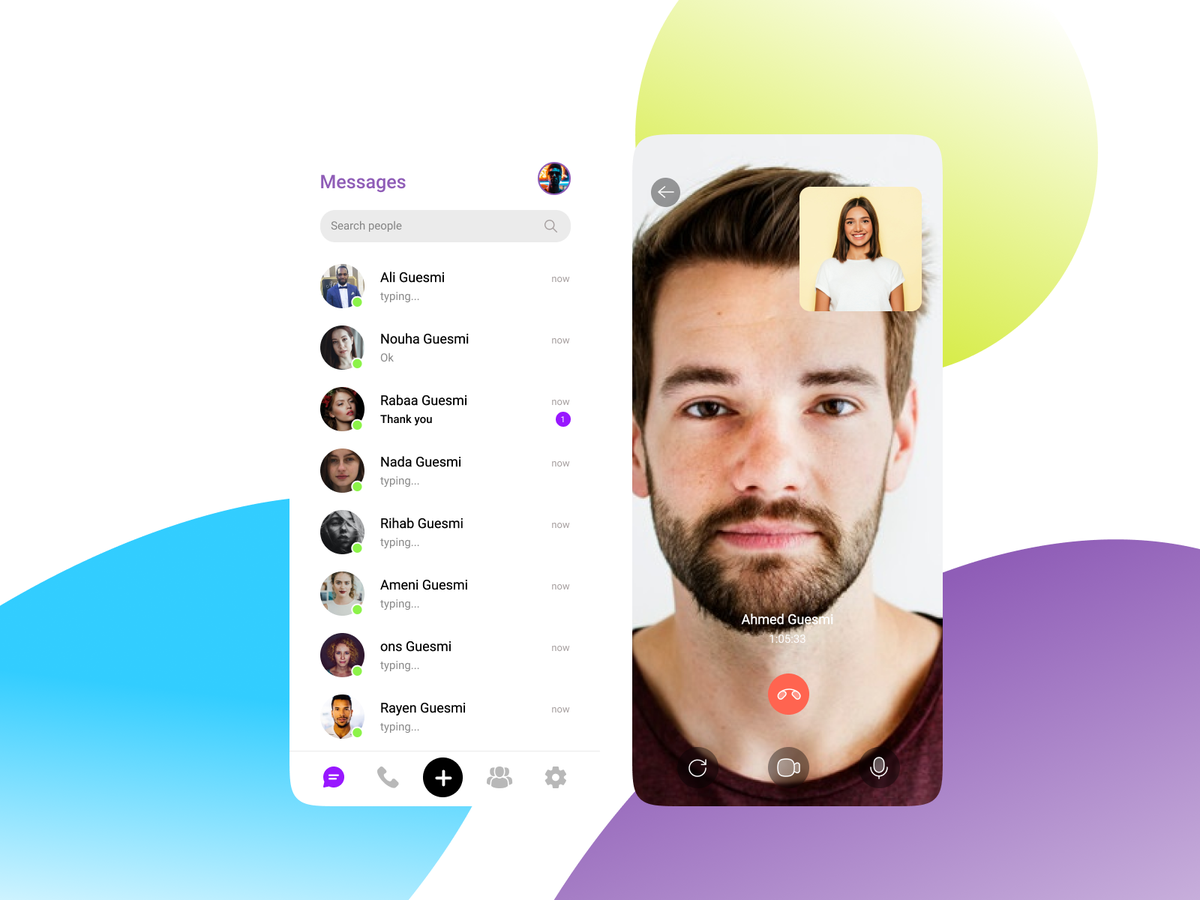 Messages
Search people
Ali Guesmi
now
typing...
Nouha Guesmi
now
Ok
Rabaa Guesmi
now
Thank you
1
Nada Guesmi
now
typing...
Rihab Guesmi
now
typing...
Ameni Guesmi
now
typing...
ons Guesmi
now
typing...
Rayen Guesmi
now
typing...
Ahmed Guesmi
1:05:33